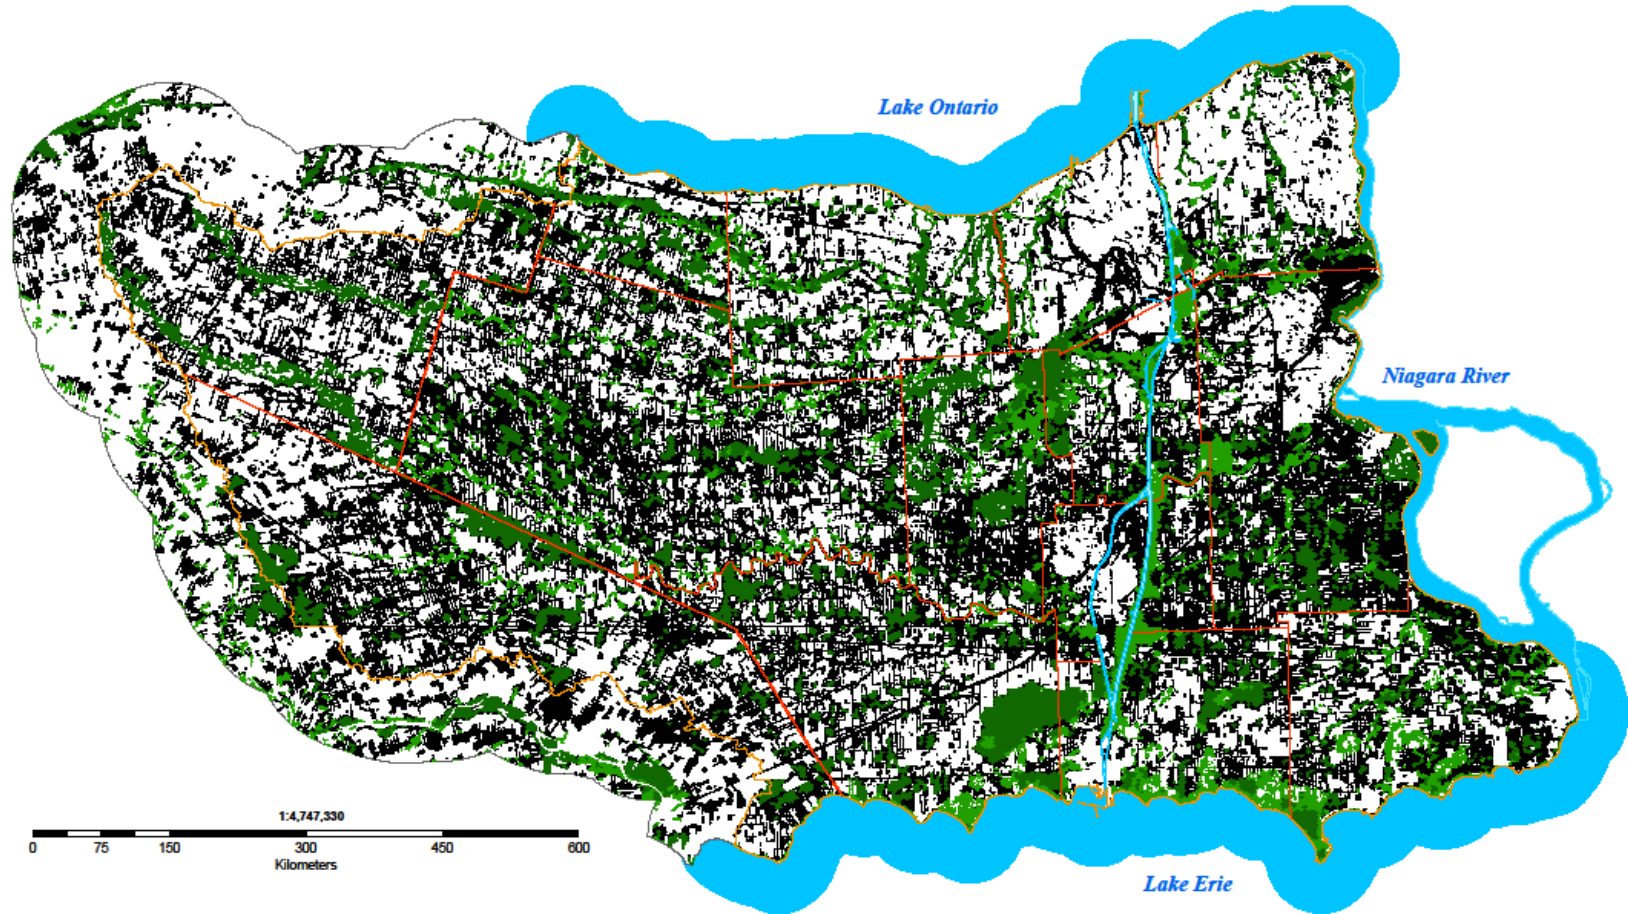 Lake Ontario
Niagara River
1:4,747,330
0 75 150 300 450 600
Kilometers
Lake Erie